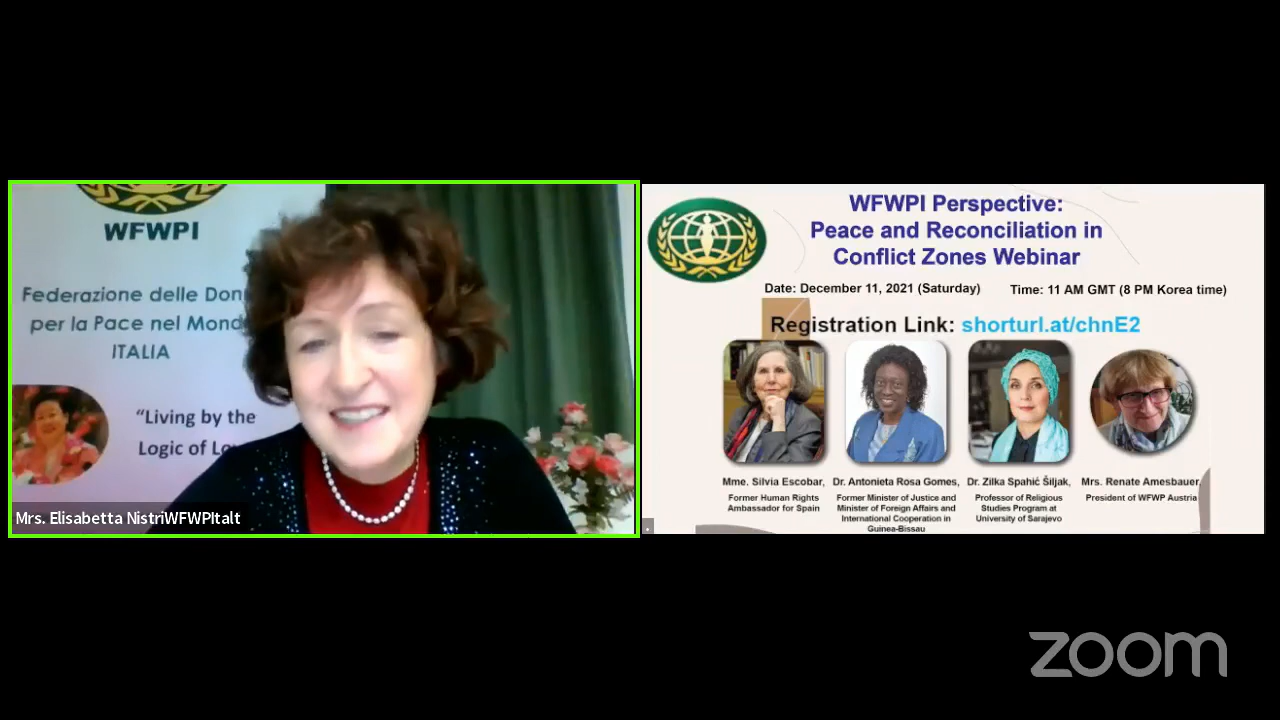 WFWPI
Federazione delle Don
per la Pace nel Mond
ITALIA
“Living by the
Logic of Lo
Mrs. Elisabetta NistriWFWPItalt
WFWPI Perspective:
Peace and Reconciliation in
Conflict Zones Webinar
Date: December 11, 2021 (Saturday) Time: 11 AM GMT (8 PM Korea time)
Registration Link: shorturl.at/chnE2
Mme. Silvia Escobar,
Former Human Rights
Ambassador for Spain
Dr. Antonieta Rosa Gomes,
Former Minister of Justice and
Minister of Foreign Affairs and
International Cooperation in
Guinea-Bissau
Dr. Zilka Spahić Šiljak,
Professor of Religious
Studies Program at
University of Sarajevo
Mrs. Renate Amesbauer,
President of WFWP Austria
zoom